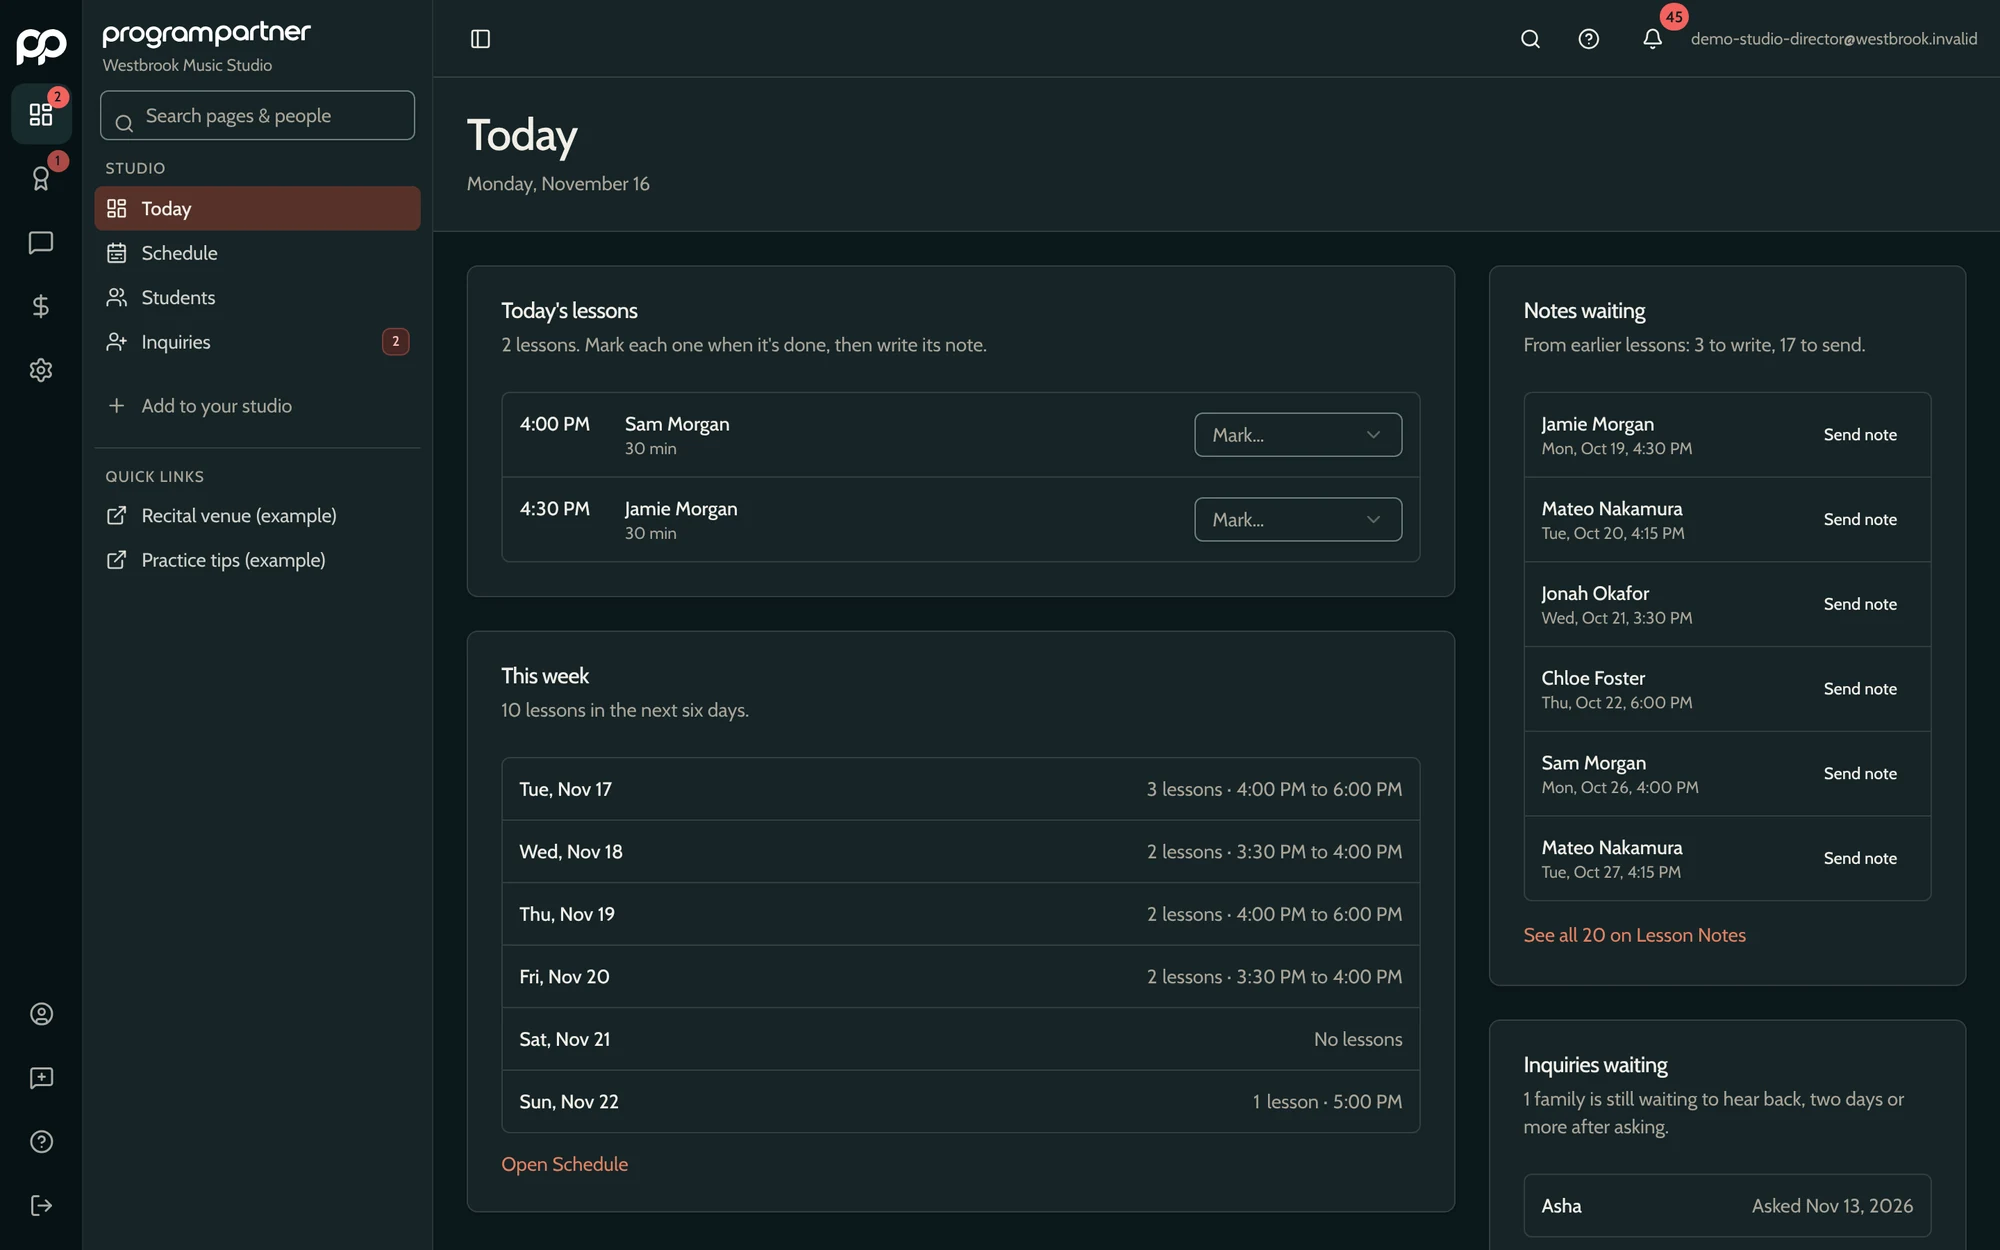 pp
programpartner
Westbrook Music Studio
Search pages & people
2
1
STUDIO
Today
Schedule
Students
Inquiries
2
Add to your studio
QUICK LINKS
Recital venue (example)
Practice tips (example)
45
demo-studio-director@westbrook.invalid
Today
Monday, November 16
Today's lessons
2 lessons. Mark each one when it's done, then write its note.
4:00 PM Sam Morgan
30 min
Mark...
4:30 PM Jamie Morgan
30 min
Mark...
This week
10 lessons in the next six days.
Tue, Nov 17 3 lessons · 4:00 PM to 6:00 PM
Wed, Nov 18 2 lessons · 3:30 PM to 4:00 PM
Thu, Nov 19 2 lessons · 4:00 PM to 6:00 PM
Fri, Nov 20 2 lessons · 3:30 PM to 4:00 PM
Sat, Nov 21 No lessons
Sun, Nov 22 1 lesson · 5:00 PM
Open Schedule
Notes waiting
From earlier lessons: 3 to write, 17 to send.
Jamie Morgan
Mon, Oct 19, 4:30 PM
Send note
Mateo Nakamura
Tue, Oct 20, 4:15 PM
Send note
Jonah Okafor
Wed, Oct 21, 3:30 PM
Send note
Chloe Foster
Thu, Oct 22, 6:00 PM
Send note
Sam Morgan
Mon, Oct 26, 4:00 PM
Send note
Mateo Nakamura
Tue, Oct 27, 4:15 PM
Send note
See all 20 on Lesson Notes
Inquiries waiting
1 family is still waiting to hear back, two days or
more after asking.
Asha Asked Nov 13, 2026